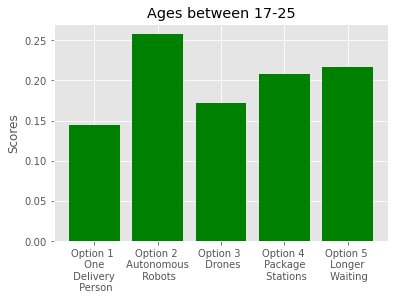 Ages between 17-25
Scores
0.25
0.20
0.15
0.10
0.05
0.00
Option 1
One
Delivery
Person
Option 2
Autonomous
Robots
Option 3
Drones
Option 4
Package
Stations
Option 5
Longer
Waiting